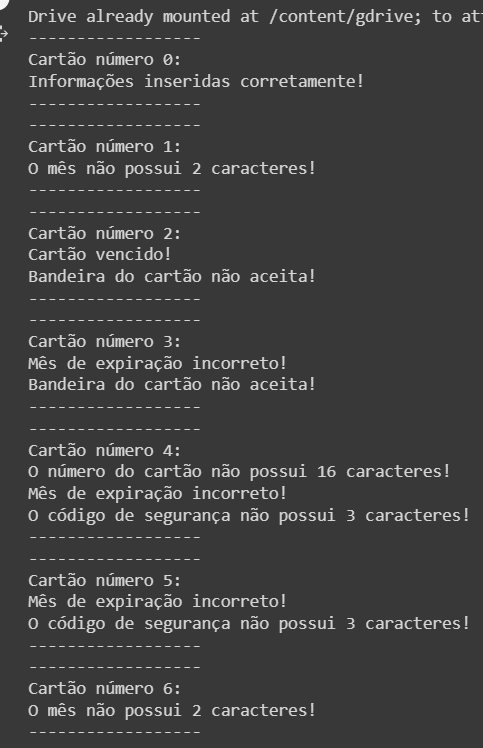 Drive already mounted at /content/gdrive; to
------------------
Cartão número 0:
Informações inseridas corretamente!
------------------
------------------
Cartão número 1:
O mês não possui 2 caracteres!
------------------
------------------
Cartão número 2:
Cartão vencido!
Bandeira do cartão não aceita!
------------------
------------------
Cartão número 3:
Mês de expiração incorreto!
Bandeira do cartão não aceita!
------------------
------------------
Cartão número 4:
O número do cartão não possui 16 caracteres!
Mês de expiração incorreto!
O código de segurança não possui 3 caracteres!
------------------
------------------
Cartão número 5:
Mês de expiração incorreto!
O código de segurança não possui 3 caracteres!
------------------
------------------
Cartão número 6:
O mês não possui 2 caracteres!
------------------